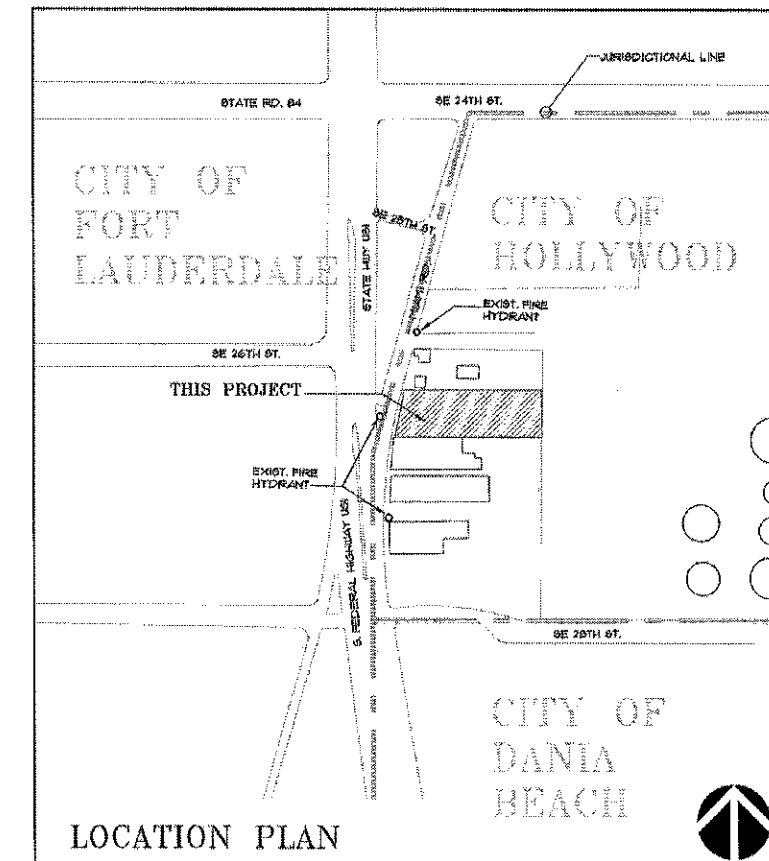 JURISDICTIONAL LINE
STATE RD. 84
SE 24TH ST.
CITY OF
FORT
LAUDERDALE
SE 25TH ST.
CITY OF
HOLLYWOOD
STATE HWY US1
EXIST. FIRE
HYDRANT
SE 26TH ST.
THIS PROJECT
EXIST. FIRE
HYDRANT
S. FEDERAL HIGHWAY US1
SE 28TH ST.
CITY OF
DANIA
BEACH
LOCATION PLAN